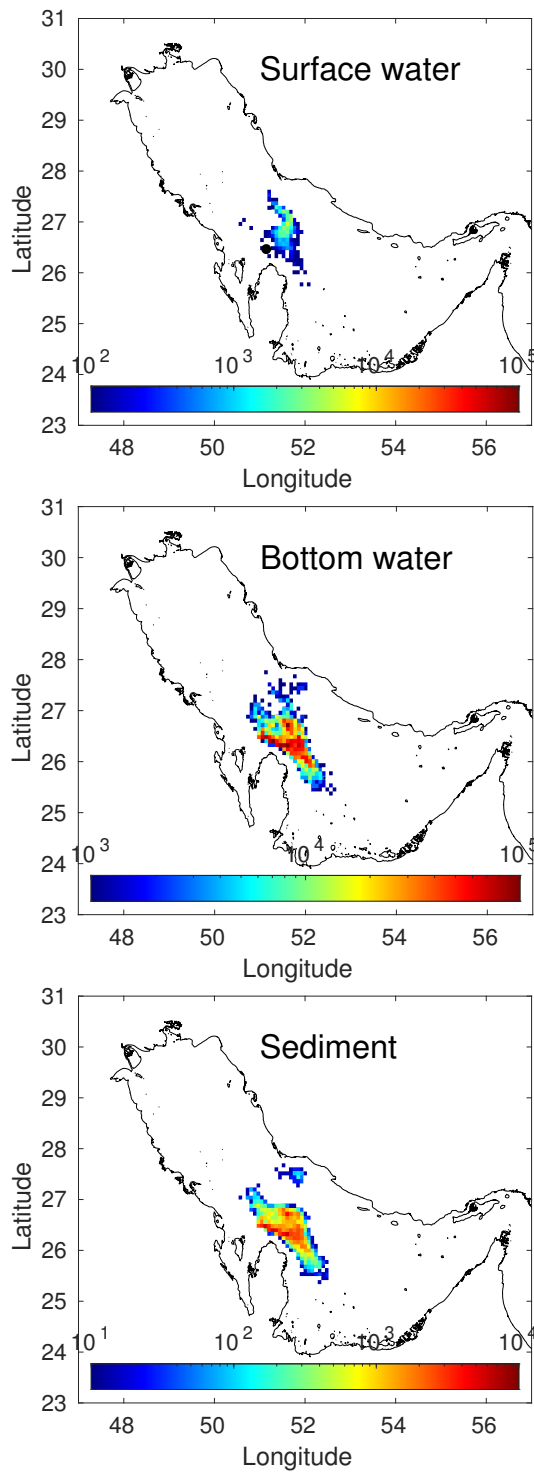 31
Surface water
30
29
28
27
26
25
24
23
Latitude
10^2 10^3 10^4 10^5
48 50 52 54 56
Longitude
31
Bottom water
30
29
28
27
26
25
24
23
Latitude
10^3 10^4 10^5
48 50 52 54 56
Longitude
31
Sediment
30
29
28
27
26
25
24
23
Latitude
10^1 10^2 10^3 10^4
48 50 52 54 56
Longitude